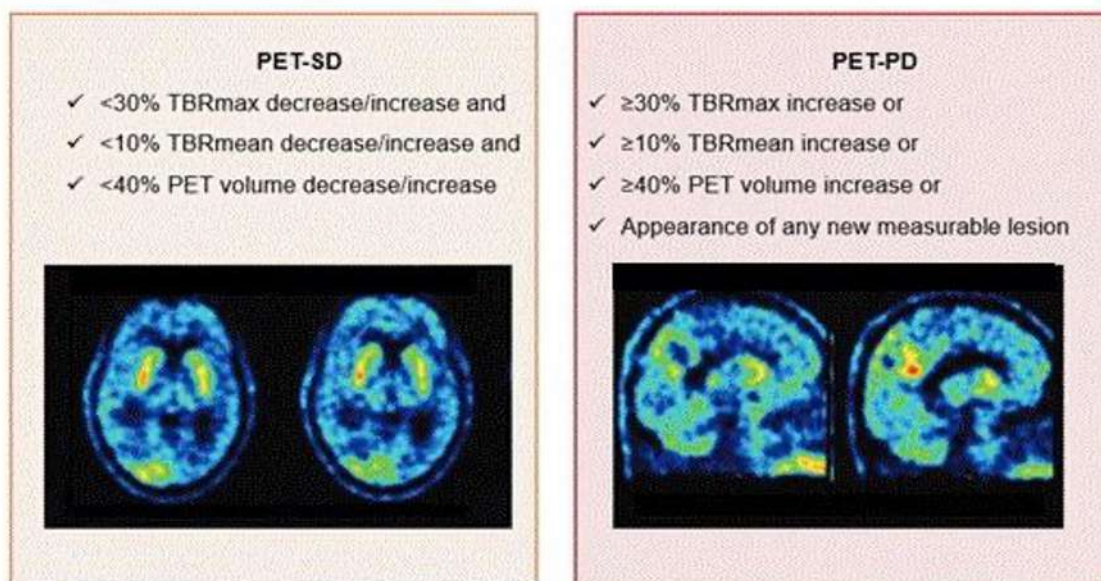 PET-SD
✓ <30% TBRmax decrease/increase and
✓ <10% TBRmean decrease/increase and
✓ <40% PET volume decrease/increase
PET-PD
✓ ≥30% TBRmax increase or
✓ ≥10% TBRmean increase or
✓ ≥40% PET volume increase or
✓ Appearance of any new measurable lesion